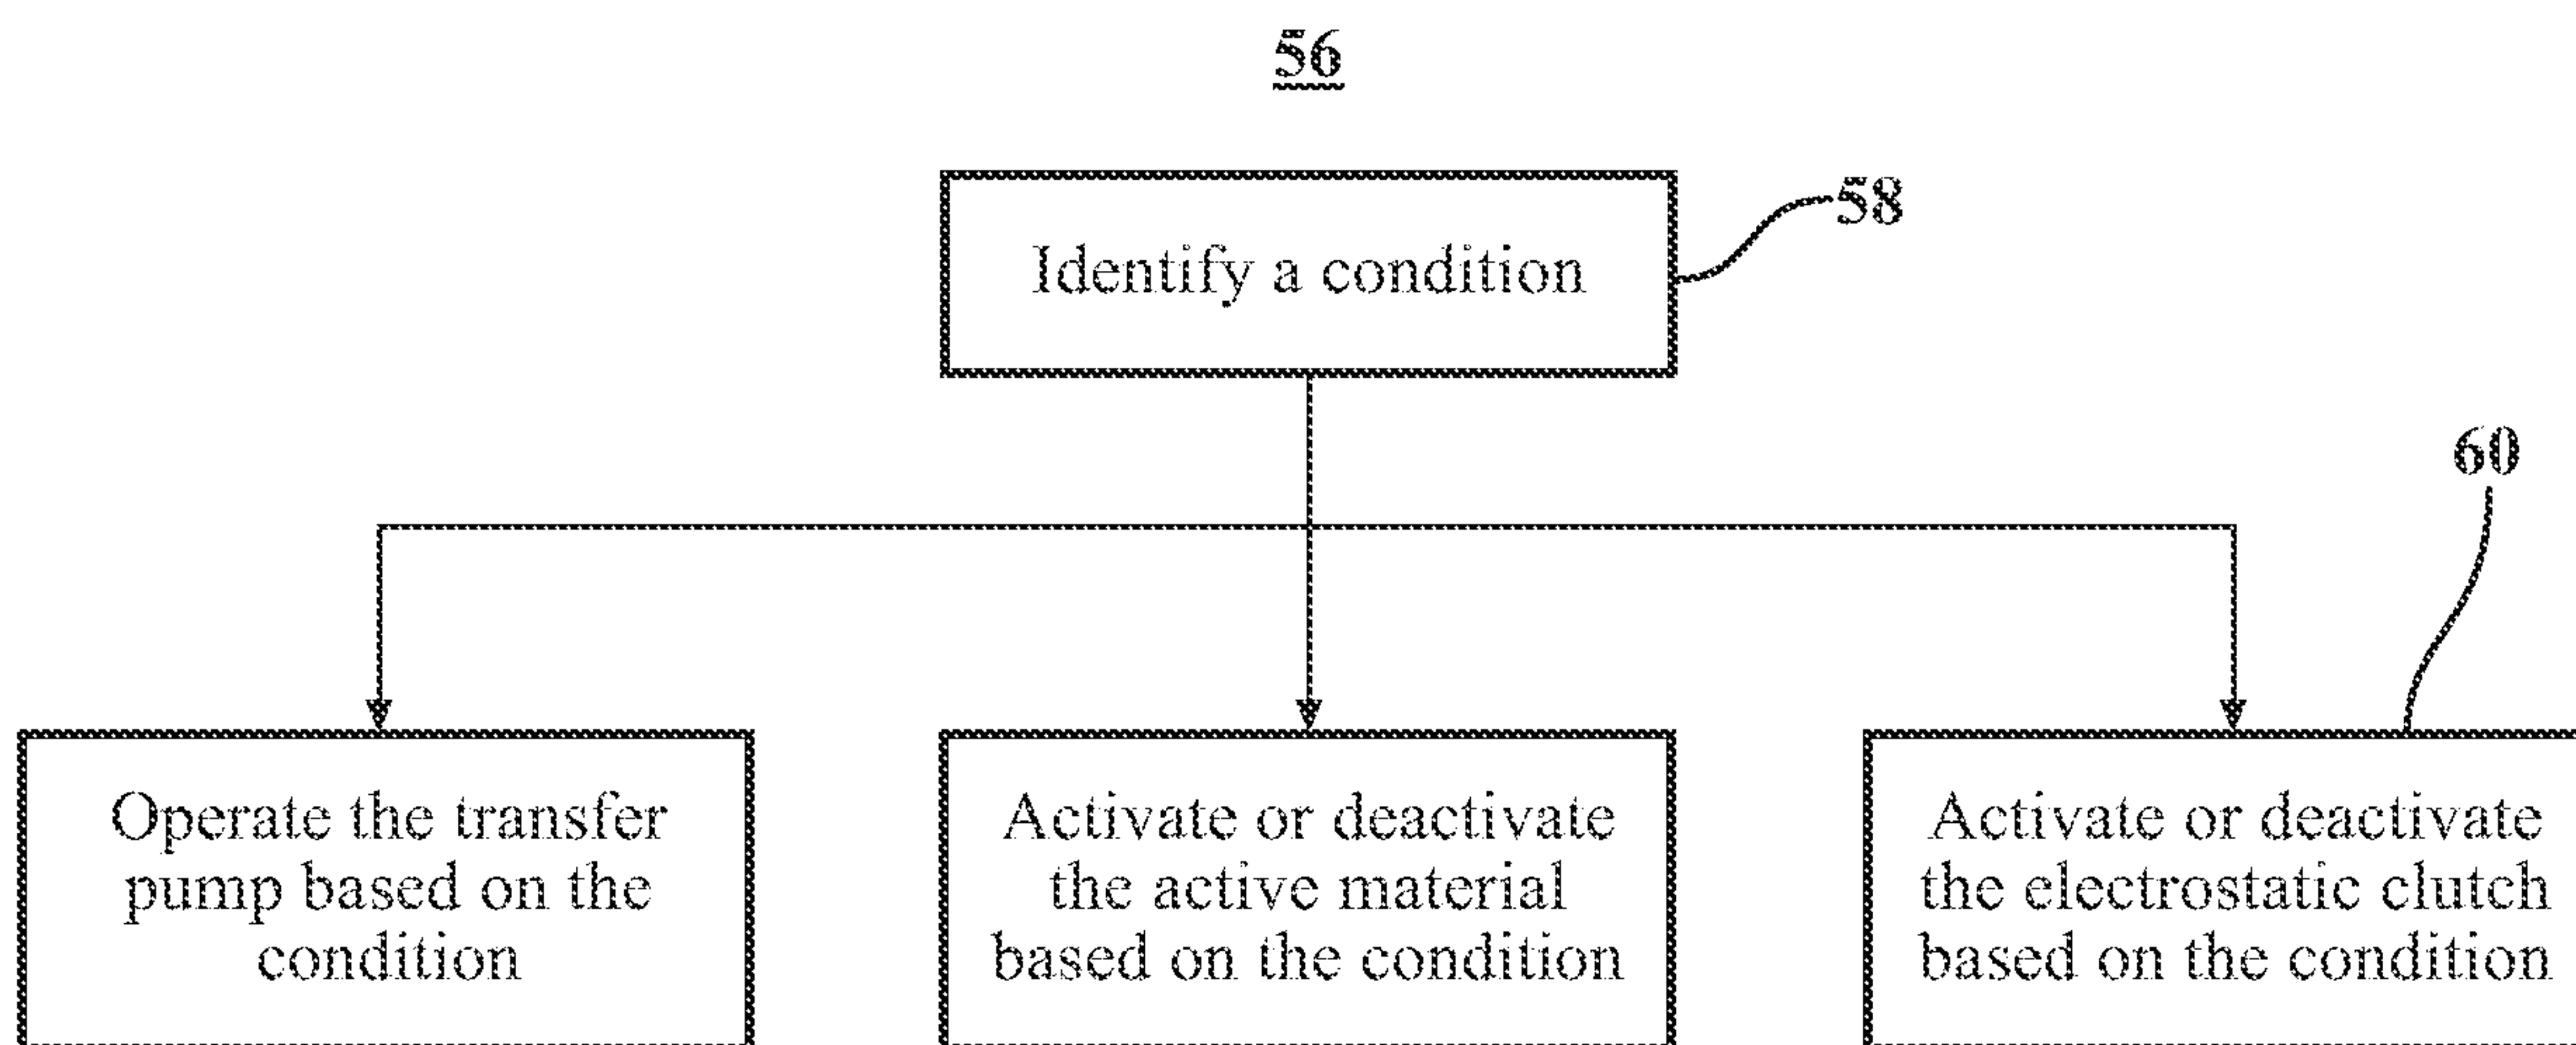 56
Identify a condition
58
60
Operate the transfer
pump based on the
condition
Activate or deactivate
the active material
based on the condition
Activate or deactivate
the electrostatic clutch
based on the condition